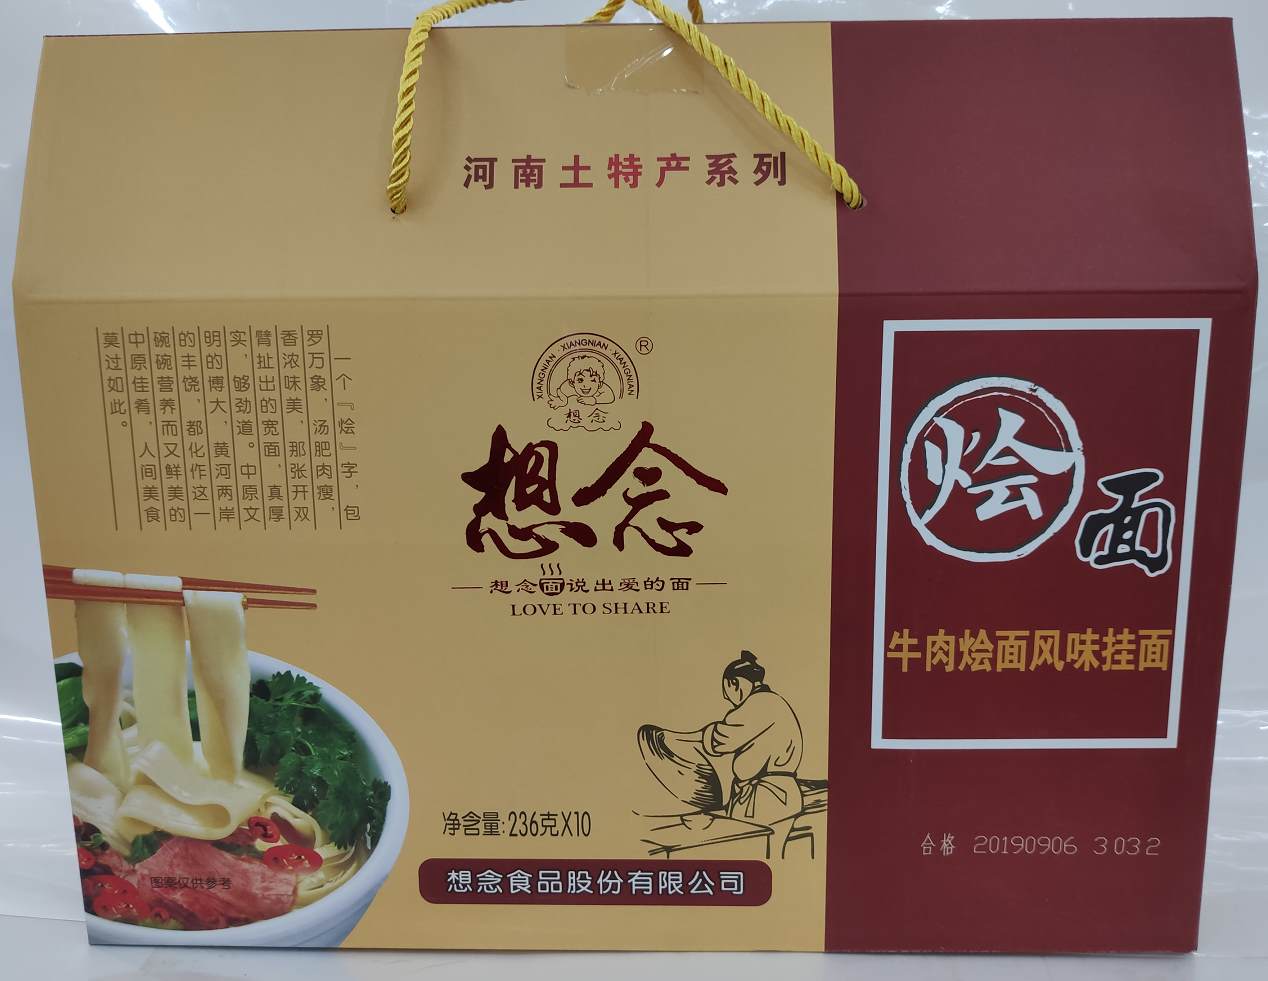 河南土特产系列
一个『烩』字，包
罗万象，汤肥肉瘦，
香浓味美，那张开双
臂扯出的宽面，真厚
实，够劲道。中原文
明的博大，黄河两岸
的丰饶，都化作这一
碗碗营养而又鲜美的
中原佳肴，人间美食
莫过如此。
XIANGNIAN·XIANGNIAN·XIANGNIAN
®
想念
想念
想念面说出爱的面
LOVE TO SHARE
净含量:236克X10
想念食品股份有限公司
图案仅供参考
烩面
牛肉烩面风味挂面
合格 20190906 3032